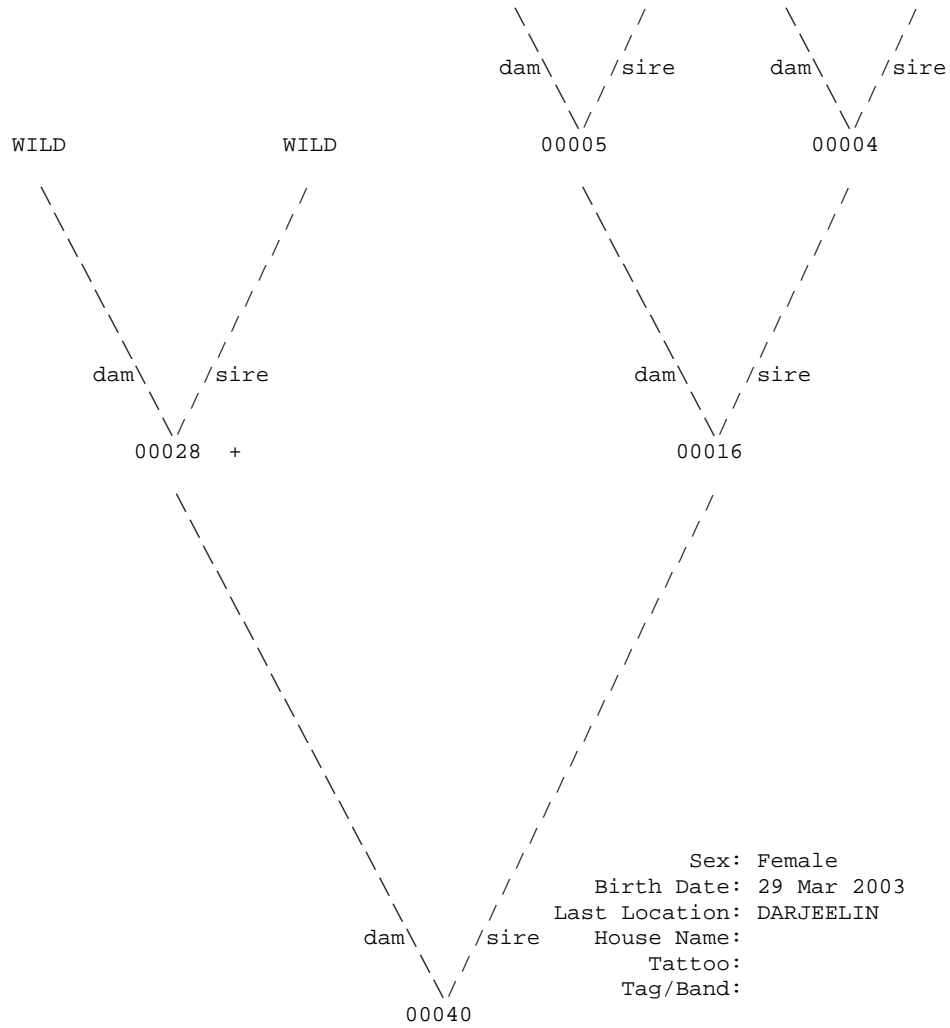 dam sire dam sire
WILD WILD 00005 00004
dam sire dam sire
00028 + 00016
Sex: Female
Birth Date: 29 Mar 2003
Last Location: DARJEELIN
dam sire House Name:
Tattoo:
Tag/Band:
00040